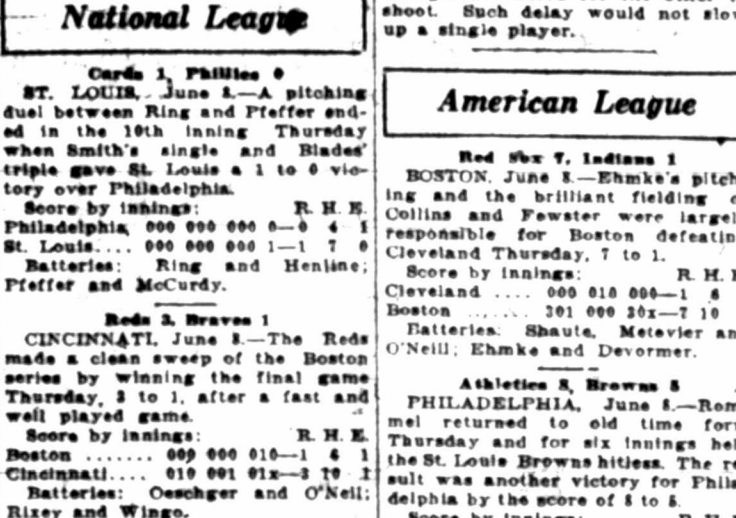 National League
Cards 1, Phillies 0
ST. LOUIS, June 8.—A pitching
duel between Ring and Pfeffer end-
ed in the 10th inning Thursday
when Smith's single and Blades'
triple gave St. Louis a 1 to 0 vic-
tory over Philadelphia.
Score by innings: R. H. E.
Philadelphia 000 000 000 0—0 4 1
St. Louis.... 000 000 000 1—1 7 0
Batteries: Ring and Henline;
Pfeffer and McCurdy.
Reds 3, Braves 1
CINCINNATI, June 8.—The Reds
made a clean sweep of the Boston
series by winning the final game
Thursday, 3 to 1, after a fast and
well played game.
Score by innings: R. H. E.
Boston ....... 000 000 010—1 6 1
Cincinnati.... 010 001 01x—3 10 1
Batteries: Oeschger and O'Neil;
Rixey and Wingo.
shoot. Such delay would not slow
up a single player.
American League
Red Sox 7, Indians 1
BOSTON, June 8.—Ehmke's pitch
ing and the brilliant fielding
Collins and Fewster were largel
responsible for Boston defeatin
Cleveland Thursday, 7 to 1.
Score by innings: R. H.
Cleveland .... 000 010 000—1 6
Boston ...... 301 000 30x—7 10
Batteries: Shaute, Metevier an
O'Neill; Ehmke and Devormer.
Athletics 8, Browns 5
PHILADELPHIA, June 8.—Rom
mel returned to old time for
Thursday and for six innings hel
the St. Louis Browns hitless. The re
sult was another victory for Phila
delphia by the score of 8 to 5.